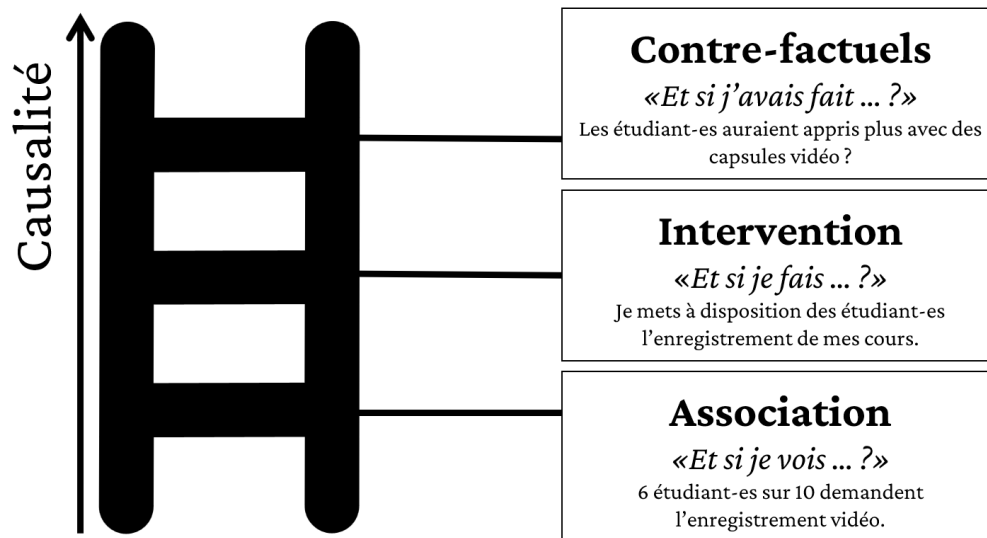 Causalité
Contre-factuels
«Et si j’avais fait ... ?»
Les étudiant-es auraient appris plus avec des
capsules vidéo ?
Intervention
«Et si je fais ... ?»
Je mets à disposition des étudiant-es
l’enregistrement de mes cours.
Association
«Et si je vois ... ?»
6 étudiant-es sur 10 demandent
l’enregistrement vidéo.